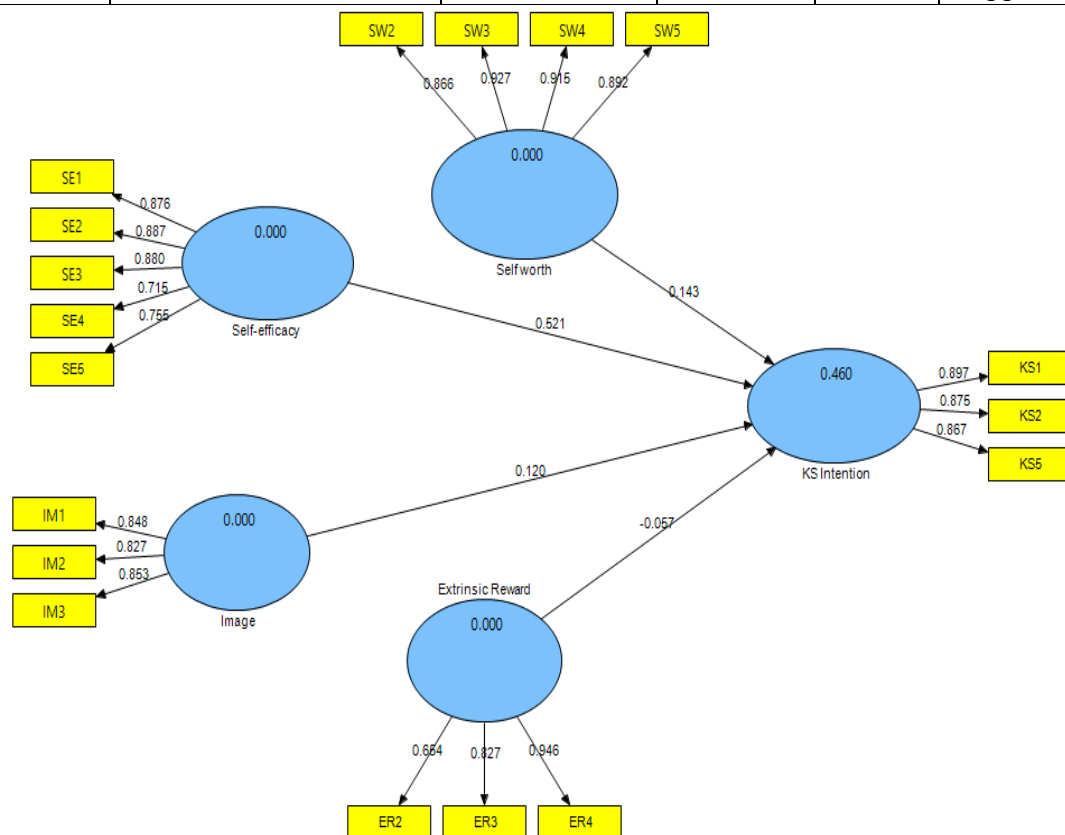 SW2 SW3 SW4 SW5
0.866 0.927 0.915 0.892
0.000
Self worth
SE1
SE2
SE3
SE4
SE5
0.876
0.887
0.880
0.715
0.755
0.000
Self-efficacy
0.143
0.521
0.460
KS Intention
0.897
0.875
0.867
KS1
KS2
KS5
IM1
IM2
IM3
0.848
0.827
0.853
0.000
Image
0.120
-0.057
Extrinsic Reward
0.000
0.654 0.827 0.946
ER2 ER3 ER4